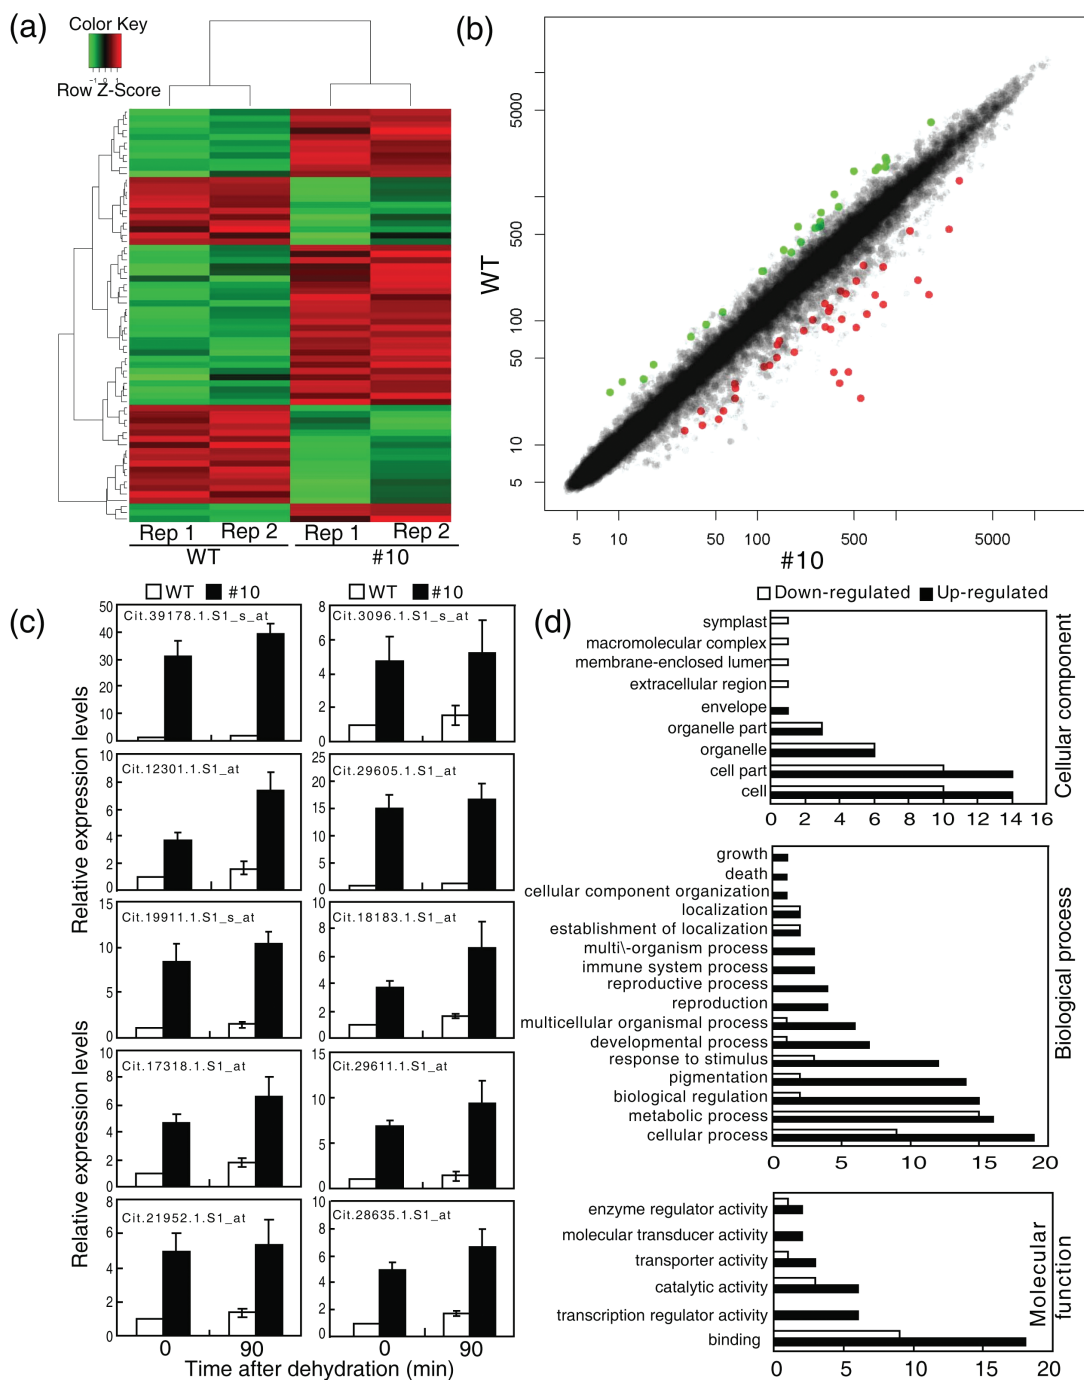 (a)
Color Key
-1 0 1
Row Z-Score
Rep 1 Rep 2 Rep 1 Rep 2
WT #10
(b)
WT
5000
500
100
50
10
5
5 10 50 100 500 5000
#10
(c)
WT #10
WT #10
Relative expression levels
Relative expression levels
Cit.39178.1.S1_s_at
50
40
30
20
10
0
Cit.3096.1.S1_s_at
8
6
4
2
0
Cit.12301.1.S1_at
10
8
6
4
2
0
Cit.29605.1.S1_at
25
20
15
10
5
0
Cit.19911.1.S1_s_at
15
10
5
0
Cit.18183.1.S1_at
10
8
6
4
2
0
Cit.17318.1.S1_at
10
8
6
4
2
0
Cit.29611.1.S1_at
15
10
5
0
Cit.21952.1.S1_at
8
6
4
2
0
Cit.28635.1.S1_at
10
8
6
4
2
0
0 90 0 90
Time after dehydration (min)
(d)
Down-regulated Up-regulated
symplast
macromolecular complex
membrane-enclosed lumer
extracellular region
envelope
organelle part
organelle
cell part
cell
0 2 4 6 8 10 12 14 16
Cellular component
growth
death
cellular component organization
localization
establishment of localization
multi\-organism process
immune system process
reproductive process
reproduction
multicellular organismal process
developmental process
response to stimulus
pigmentation
biological regulation
metabolic process
cellular process
0 5 10 15 20
Biological process
enzyme regulator activity
molecular transducer activity
transporter activity
catalytic activity
transcription regulator activity
binding
0 5 10 15 20
Molecular
function